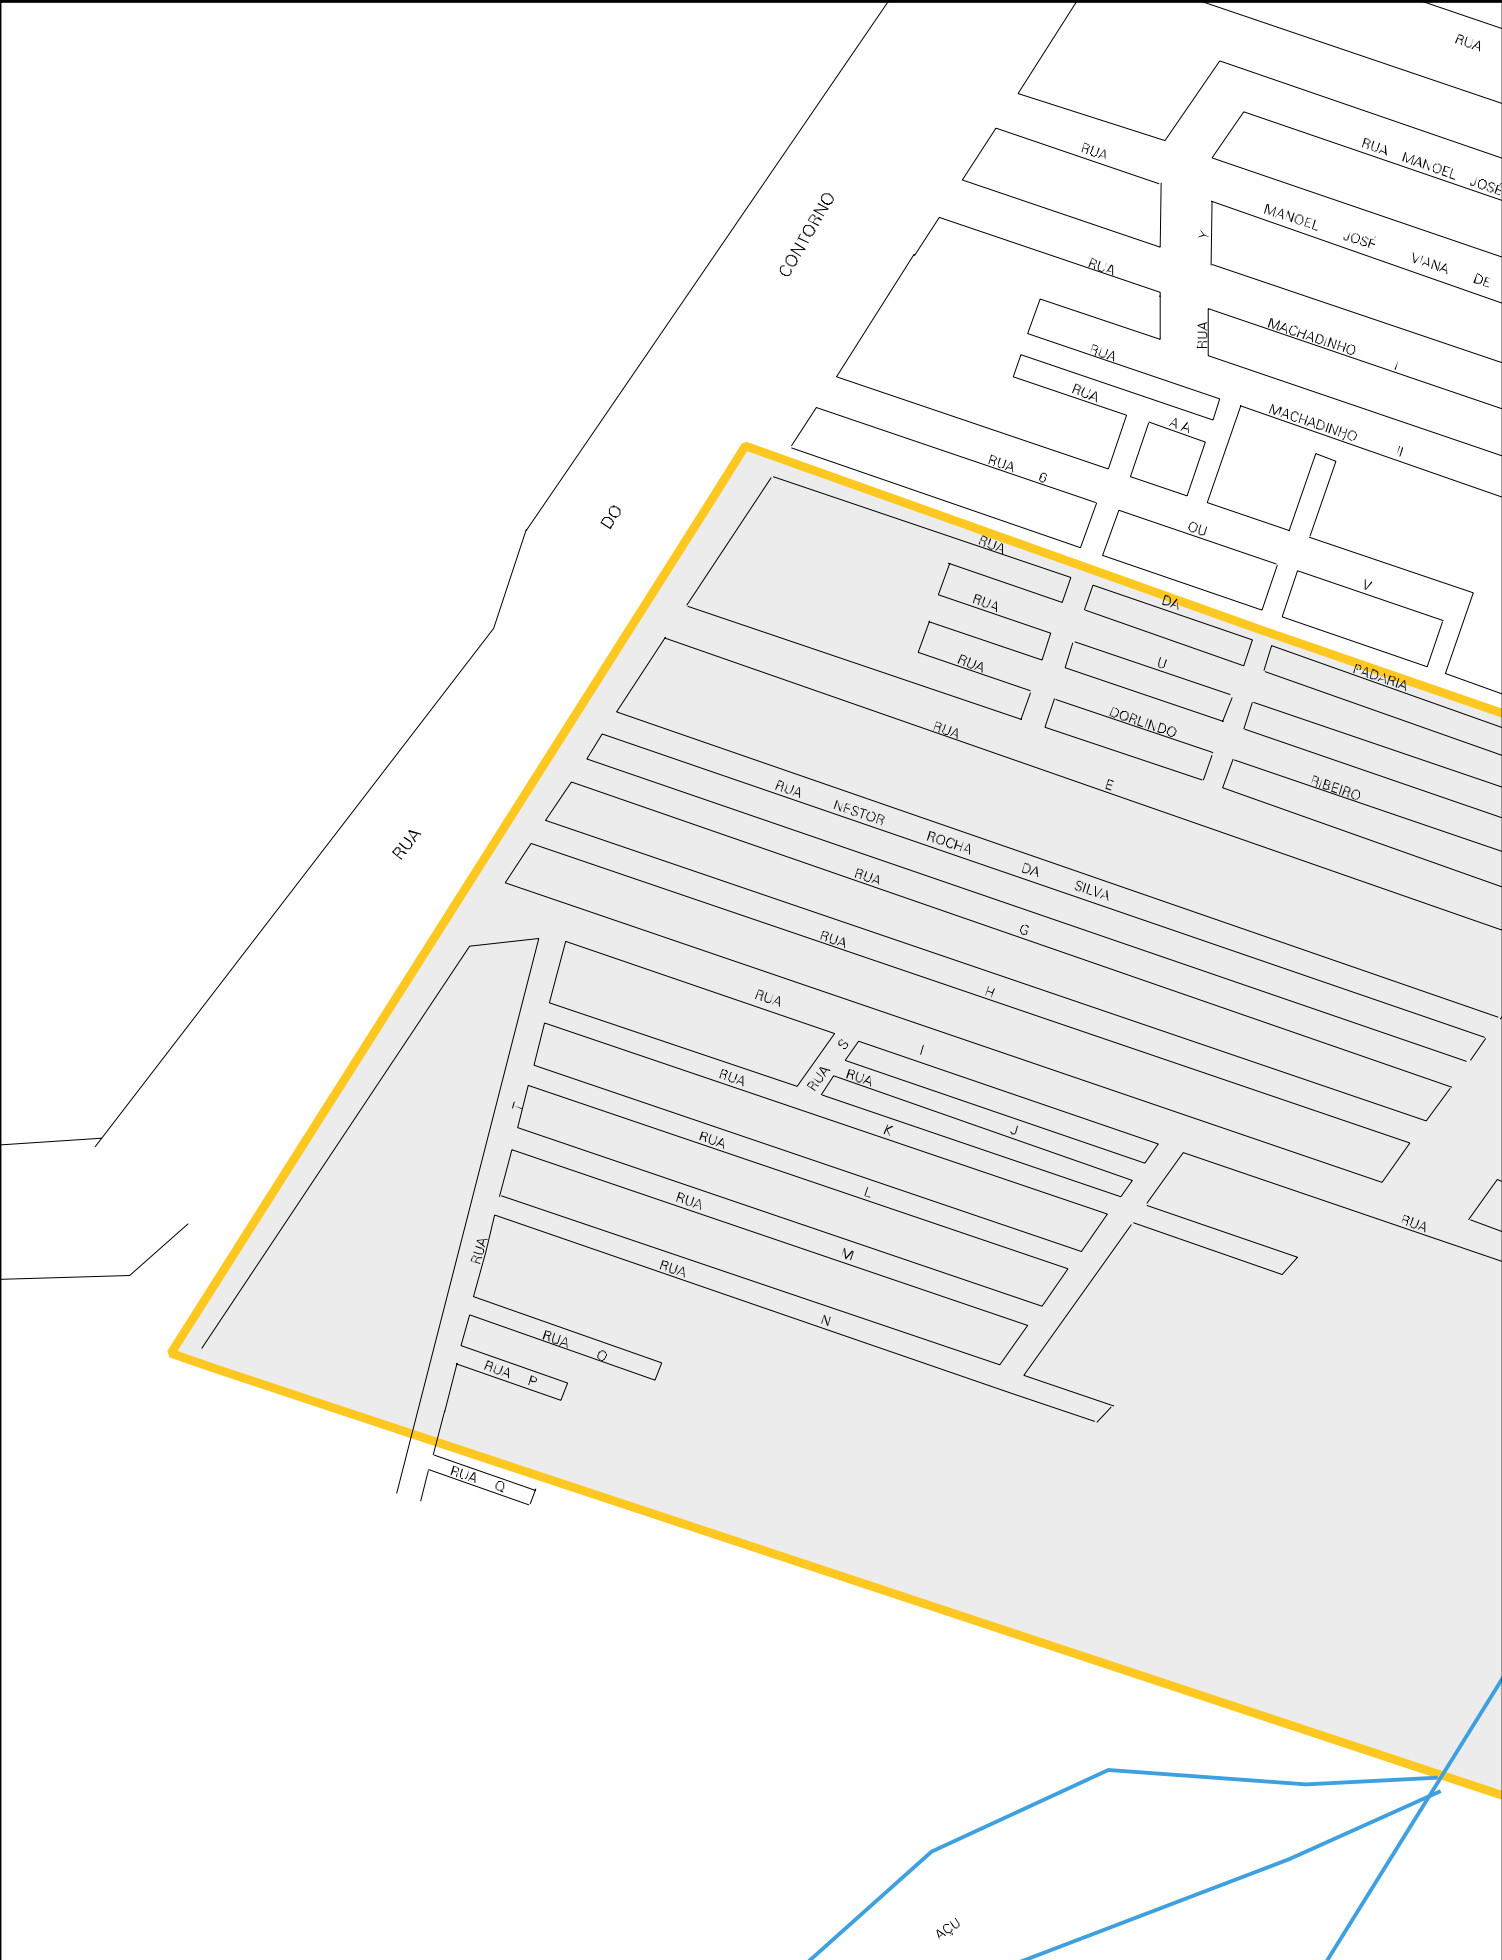 RUA
RUA MANOEL JOSÉ
RUA
CONTORNO
MANOEL JOSÉ VIANA DE
Y
RUA
RUA
MACHADINHO I
RUA
RUA
AA
MACHADINHO II
RUA 6 OU V
DO
RUA DA PADARIA
RUA U
RUA DORLINDO RIBEIRO
RUA E
RUA NESTOR ROCHA DA SILVA
RUA
RUA G
RUA H
RUA I
RUA S
RUA J
RUA K
RUA T
RUA L
RUA M
RUA
RUA N
RUA O
RUA P
RUA Q
AÇU